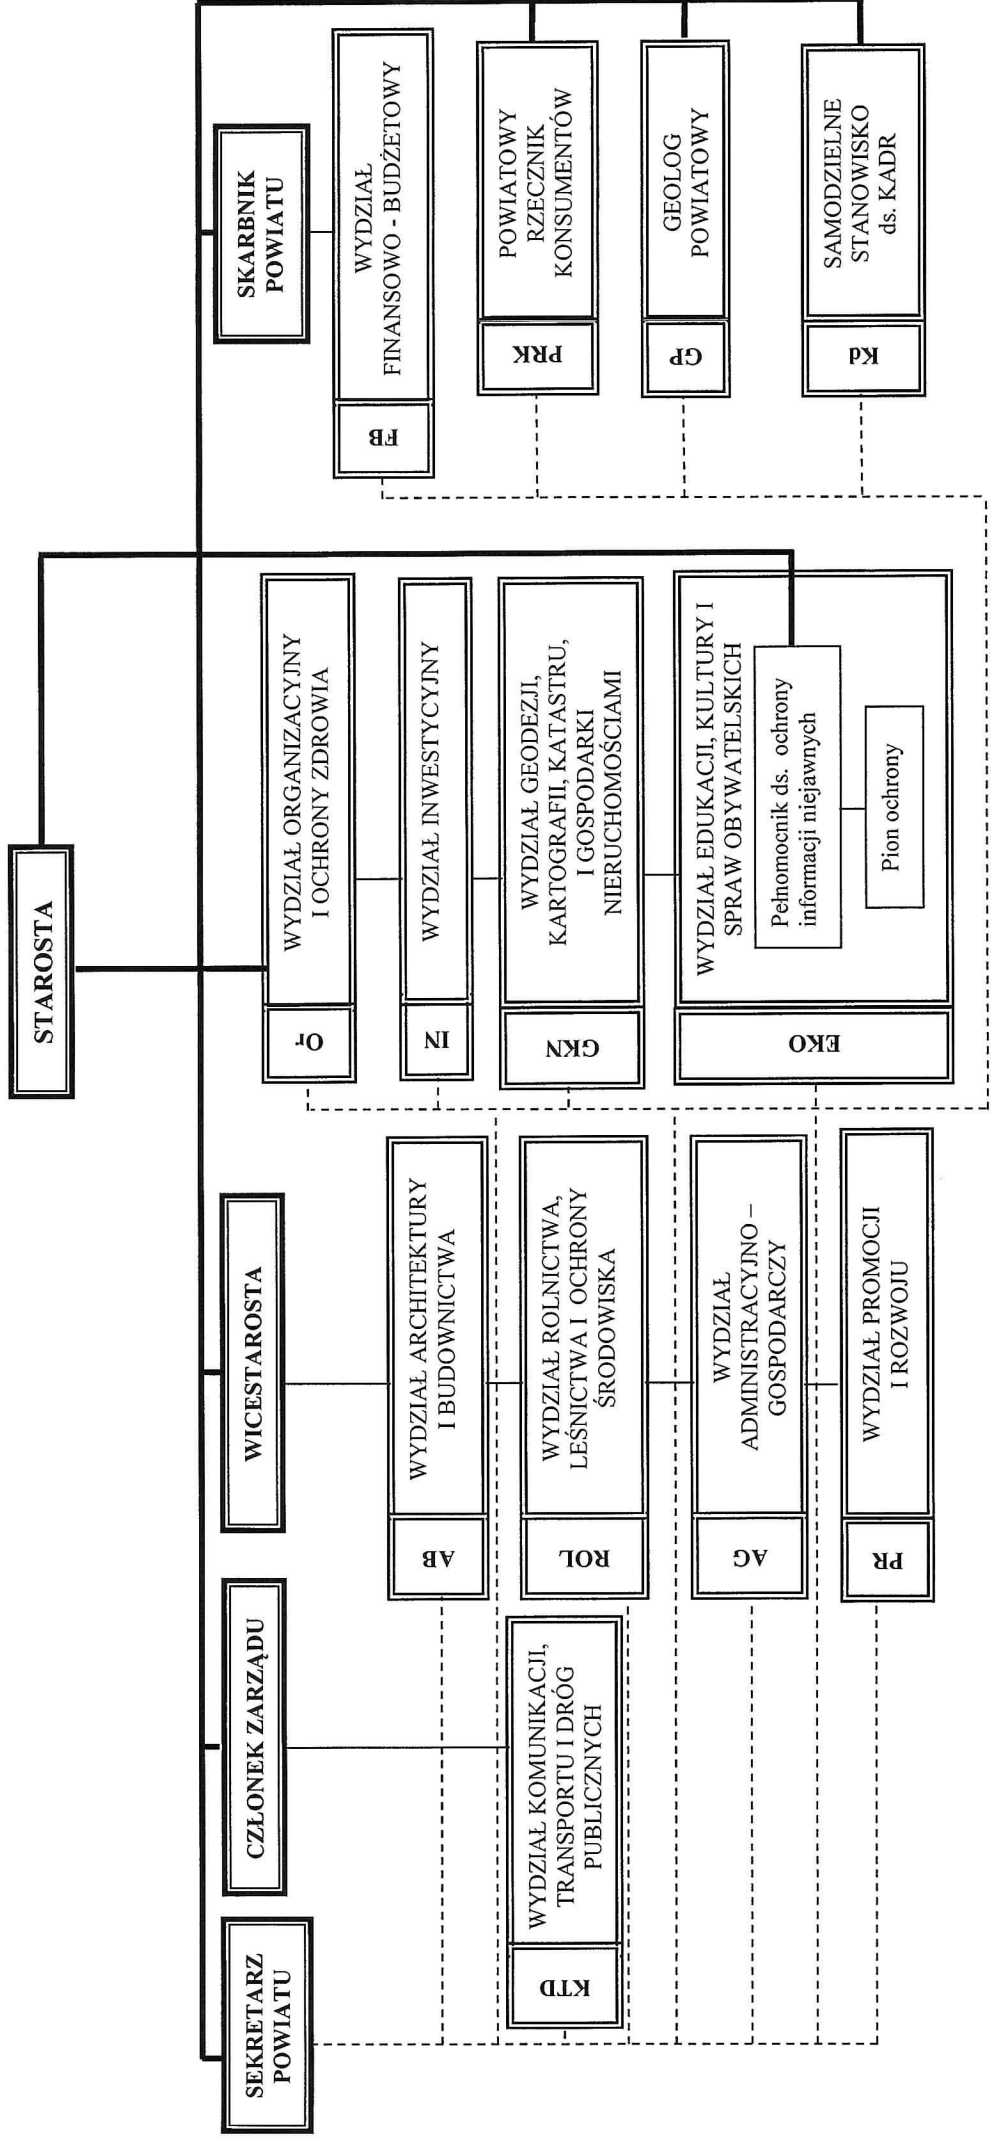 STAROSTA
SEKRETARZ
POWIATU
CZŁONEK ZARZĄDU
WICESTAROSTA
SKARBNIK
POWIATU
KTD
WYDZIAŁ KOMUNIKACJI,
TRANSPORTU I DRÓG
PUBLICZNYCH
AB
WYDZIAŁ ARCHITEKTURY
I BUDOWNICTWA
ROL
WYDZIAŁ ROLNICTWA,
LEŚNICTWA I OCHRONY
ŚRODOWISKA
AG
WYDZIAŁ
ADMINISTRACYJNO –
GOSPODARCZY
PR
WYDZIAŁ PROMOCJI
I ROZWOJU
Or
WYDZIAŁ ORGANIZACYJNY
I OCHRONY ZDROWIA
IN
WYDZIAŁ INWESTYCYJNY
GKN
WYDZIAŁ GEODEZJI,
KARTOGRAFII, KATASTRU,
I GOSPODARKI
NIERUCHOMOŚCIAMI
EKO
WYDZIAŁ EDUKACJI, KULTURY I
SPRAW OBYWATELSKICH
Pełnomocnik ds. ochrony
informacji niejawnych
Pion ochrony
FB
WYDZIAŁ
FINANSOWO - BUDŻETOWY
PRK
POWIATOWY
RZECZNIK
KONSUMENTÓW
GP
GEOLOG
POWIATOWY
Kd
SAMODZIELNE
STANOWISKO
ds. KADR